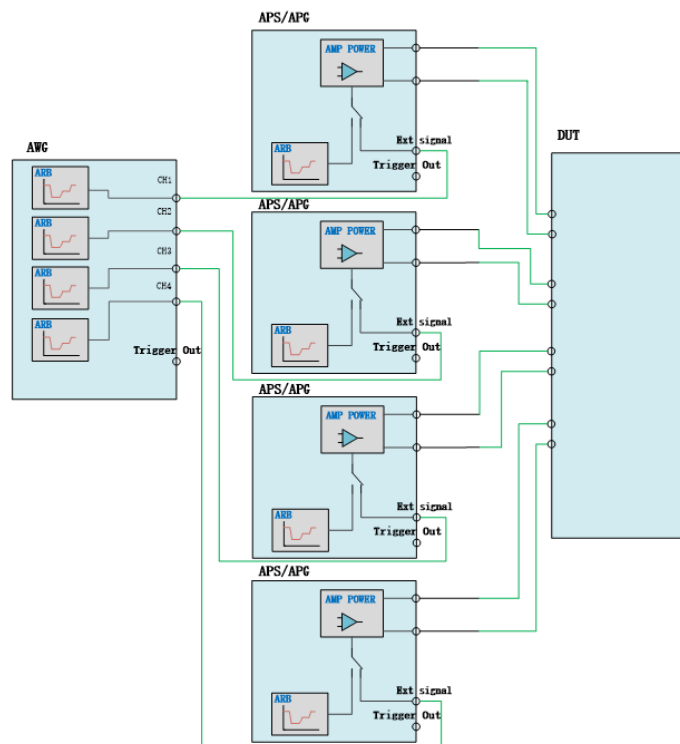 APS/APG
AMP POWER
Ext signal
ARB
Trigger Out
DUT
AWG
ARB
CH1
ARB
CH2
ARB
CH3
ARB
CH4
Trigger Out
APS/APG
AMP POWER
Ext signal
ARB
Trigger Out
APS/APG
AMP POWER
Ext signal
ARB
Trigger Out
APS/APG
AMP POWER
Ext signal
ARB
Trigger Out